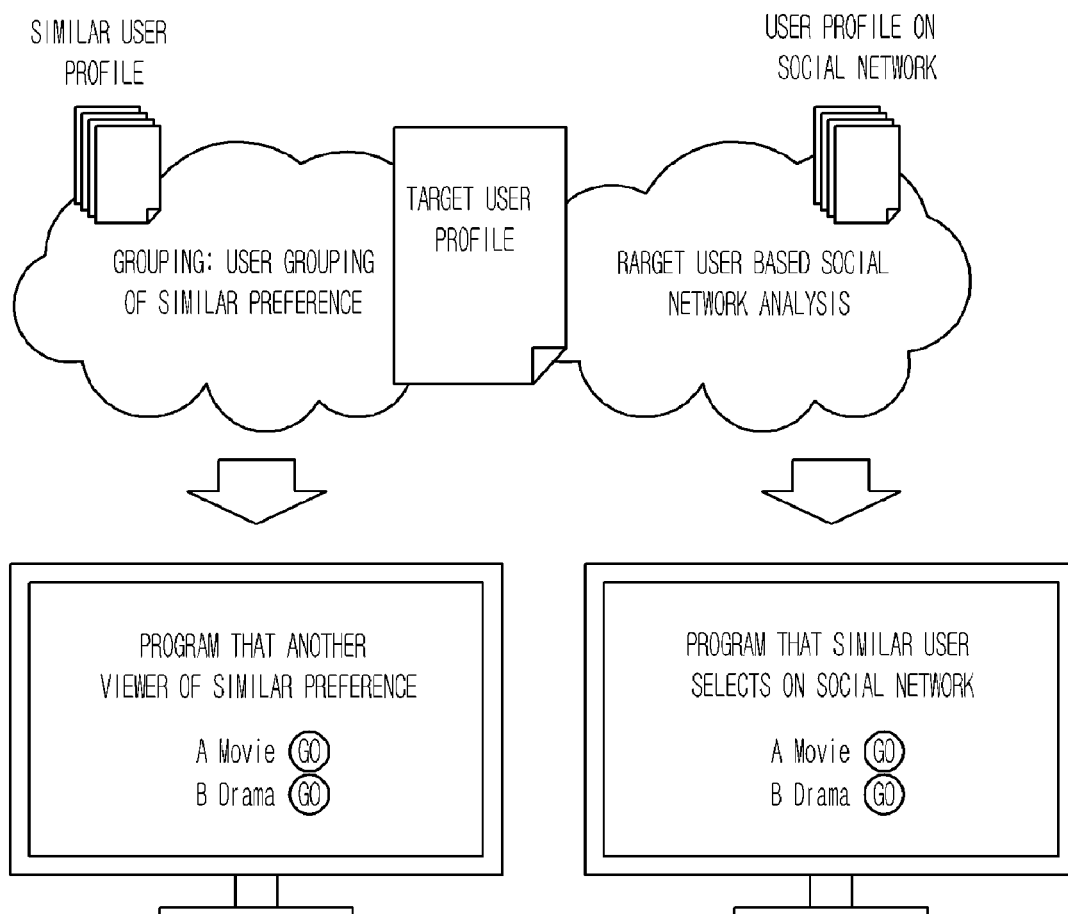 SIMILAR USER
PROFILE
USER PROFILE ON
SOCIAL NETWORK
TARGET USER
PROFILE
GROUPING: USER GROUPING
OF SIMILAR PREFERENCE
RARGET USER BASED SOCIAL
NETWORK ANALYSIS
PROGRAM THAT ANOTHER
VIEWER OF SIMILAR PREFERENCE
A Movie GO
B Drama GO
PROGRAM THAT SIMILAR USER
SELECTS ON SOCIAL NETWORK
A Movie GO
B Drama GO